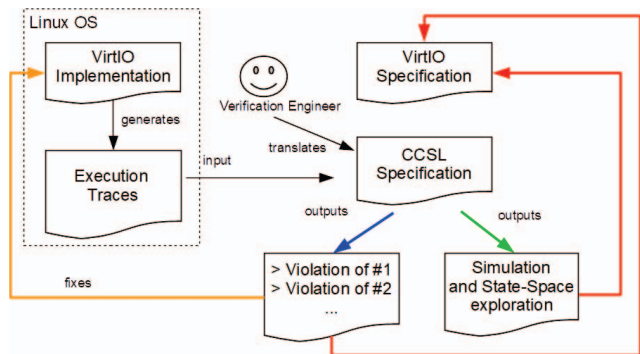 Linux OS
VirtIO
Implementation
generates
Execution
Traces
input
Verification Engineer
translates
VirtIO
Specification
CCSL
Specification
outputs
outputs
> Violation of #1
> Violation of #2
...
Simulation
and State-Space
exploration
fixes